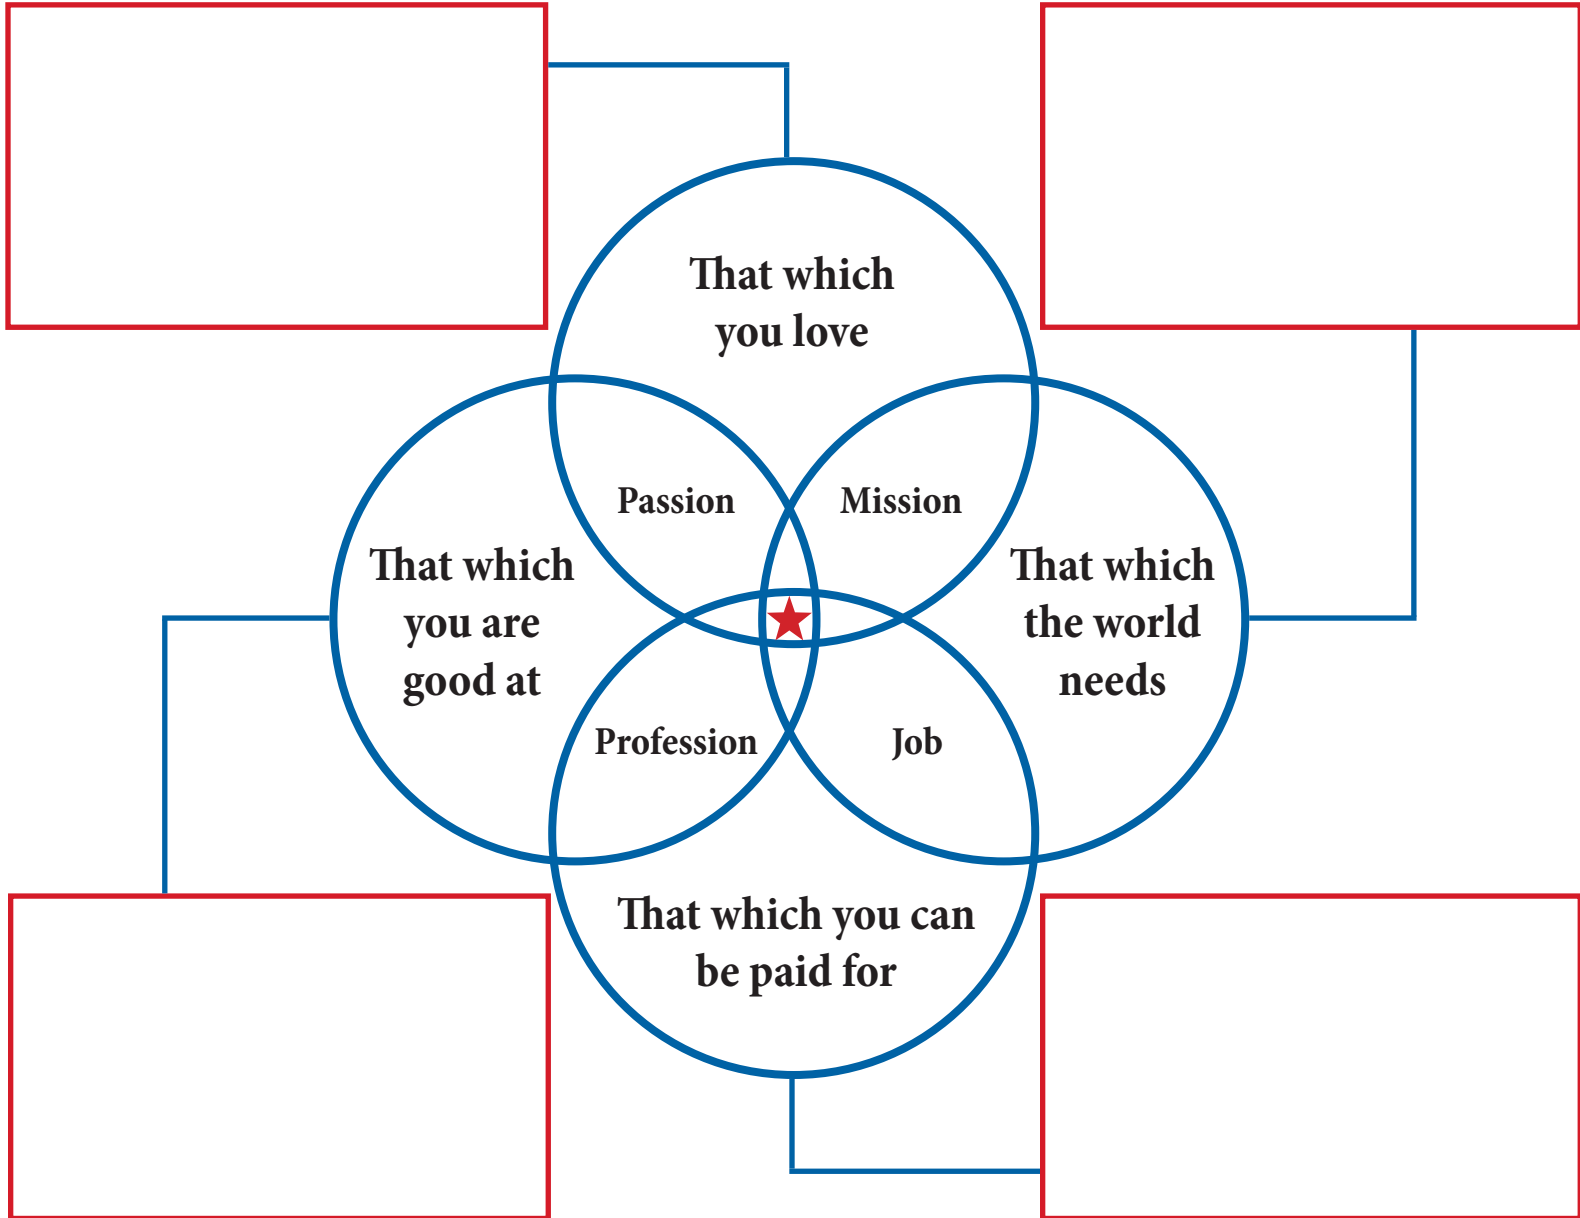 That which
you love
Passion
Mission
That which
you are
good at
That which
the world
needs
Profession
Job
That which you can
be paid for